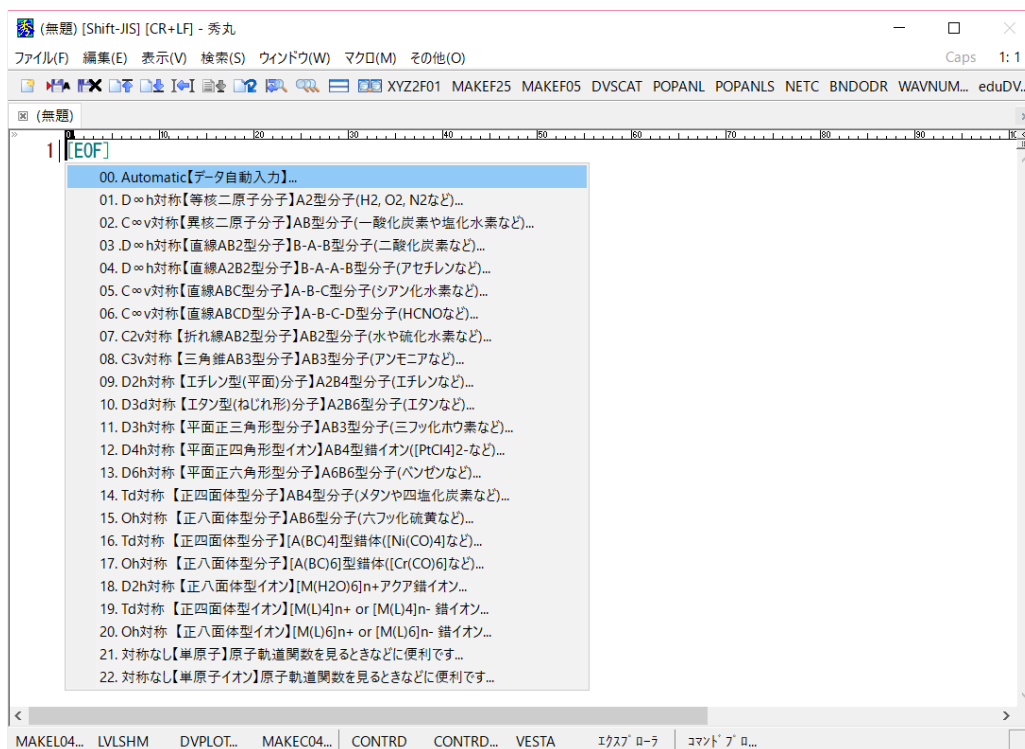 (無題) [Shift-JIS] [CR+LF] - 秀丸
ファイル(F) 編集(E) 表示(V) 検索(S) ウィンドウ(W) マクロ(M) その他(O) Caps 1: 1
XYZ2F01 MAKEF25 MAKEF05 DVSCAT POPANL POPANLS NETC BNDODR WAVNUM... eduDV...
(無題)
0 10 20 30 40 50 60 70 80 90 10
1 [EOF]
00. Automatic【データ自動入力】...
01. D∞h対称【等核二原子分子】A2型分子(H2, O2, N2など)...
02. C∞v対称【異核二原子分子】AB型分子(一酸化炭素や塩化水素など)...
03 .D∞h対称【直線AB2型分子】B-A-B型分子(二酸化炭素など)...
04. D∞h対称【直線A2B2型分子】B-A-A-B型分子(アセチレンなど)...
05. C∞v対称【直線ABC型分子】A-B-C型分子(シアン化水素など)...
06. C∞v対称【直線ABCD型分子】A-B-C-D型分子(HCNOなど)...
07. C2v対称 【折れ線AB2型分子】AB2型分子(水や硫化水素など)...
08. C3v対称 【三角錐AB3型分子】AB3型分子(アンモニアなど)...
09. D2h対称 【エチレン型(平面)分子】A2B4型分子(エチレンなど)...
10. D3d対称 【エタン型(ねじれ形)分子】A2B6型分子(エタンなど)...
11. D3h対称 【平面正三角形型分子】AB3型分子(三フッ化ホウ素など)...
12. D4h対称 【平面正四角形型イオン】AB4型錯イオン([PtCl4]2-など)...
13. D6h対称 【平面正六角形型分子】A6B6型分子(ベンゼンなど)...
14. Td対称 【正四面体型分子】AB4型分子(メタンや四塩化炭素など)...
15. Oh対称 【正八面体型分子】AB6型分子(六フッ化硫黄など)...
16. Td対称 【正四面体型分子】[A(BC)4]型錯体([Ni(CO)4]など)...
17. Oh対称 【正八面体型分子】[A(BC)6]型錯体([Cr(CO)6]など)...
18. D2h対称 【正八面体型イオン】[M(H2O)6]n+アクア錯イオン...
19. Td対称 【正四面体型イオン】[M(L)4]n+ or [M(L)4]n- 錯イオン...
20. Oh対称 【正八面体型イオン】[M(L)6]n+ or [M(L)6]n- 錯イオン...
21. 対称なし【単原子】原子軌道関数を見るときなどに便利です...
22. 対称なし【単原子イオン】原子軌道関数を見るときなどに便利です...
MAKEL04... LVLSHM DVPLOT... MAKEC04... CONTRD CONTRD... VESTA ｴｸｽﾌﾟﾛｰﾗ ｺﾏﾝﾄﾞﾌﾟﾛ...